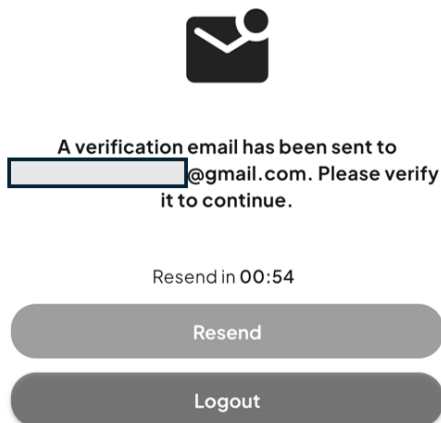 A verification email has been sent to
@gmail.com. Please verify
it to continue.
Resend in 00:54
Resend
Logout